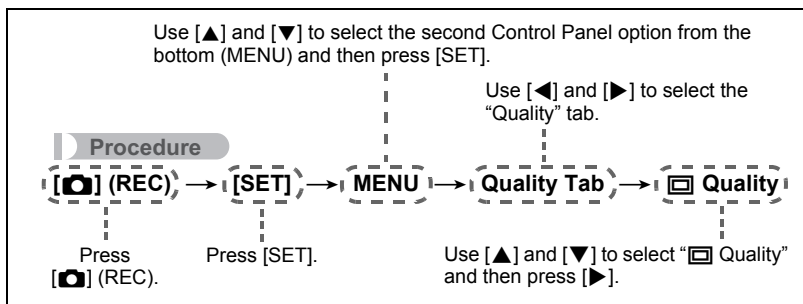 Use [▲] and [▼] to select the second Control Panel option from the
bottom (MENU) and then press [SET].
Use [◀] and [▶] to select the
“Quality” tab.
Procedure
[📷] (REC) → [SET] → MENU → Quality Tab → Quality
Press
[📷] (REC).
Press [SET].
Use [▲] and [▼] to select “ Quality”
and then press [▶].